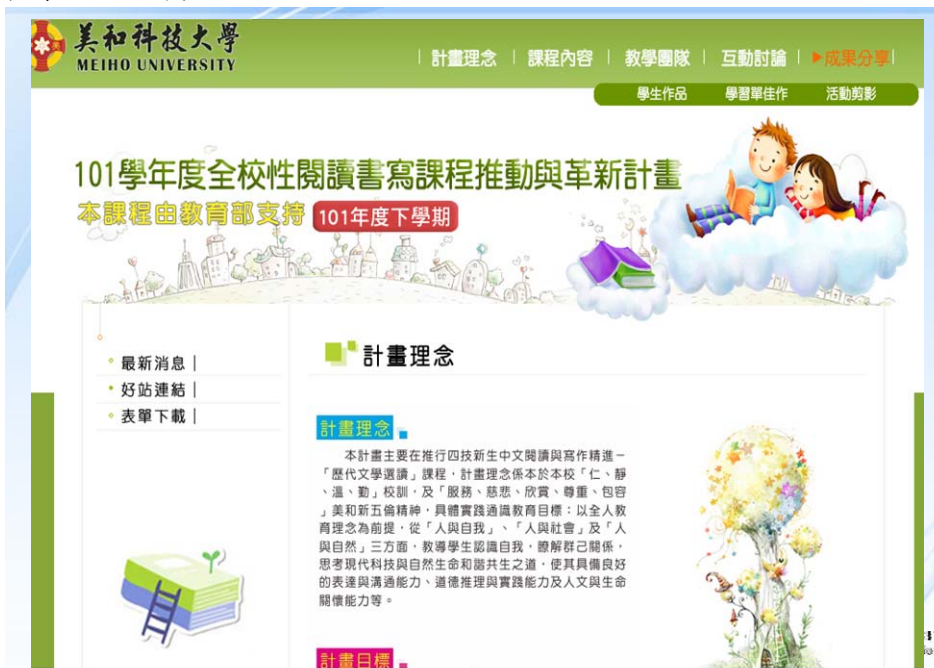 美和科技大學
MEIHO UNIVERSITY
計畫理念 | 課程內容 | 教學團隊 | 互動討論 | ▶成果分享|
學生作品 學習單佳作 活動剪影
101學年度全校性閱讀書寫課程推動與革新計畫
本課程由教育部支持 101年度下學期
最新消息|
好站連結|
表單下載|
計畫理念
計畫理念
本計畫主要在推行四技新生中文閱讀與寫作精進－
「歷代文學選讀」課程，計畫理念係本於本校「仁、靜
、溫、勤」校訓，及「服務、慈悲、欣賞、尊重、包容
」美和新五倫精神，具體實踐通識教育目標：以全人教
育理念為前提，從「人與自我」、「人與社會」及「人
與自然」三方面，教導學生認識自我，瞭解群己關係，
思考現代科技與自然生命和諧共生之道，使其具備良好
的表達與溝通能力、道德推理與實踐能力及人文與生命
關懷能力等。
計畫目標